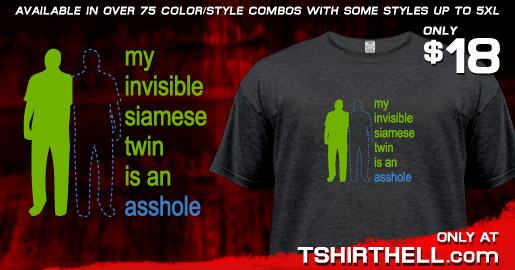 AVAILABLE IN OVER 75 COLOR/STYLE COMBOS WITH SOME STYLES UP TO 5XL
ONLY
$18
my
invisible
siamese
twin
is an
asshole
my
invisible
siamese
twin
is an
asshole
ONLY AT
TSHIRTHELL.com